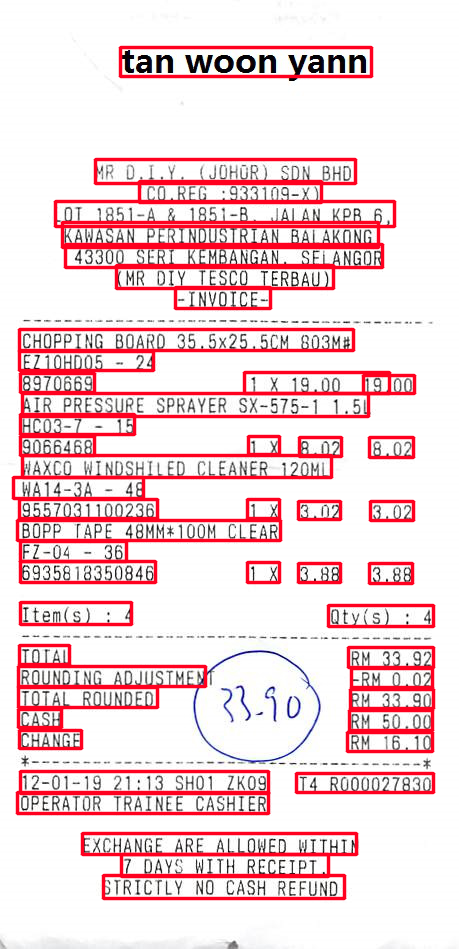 tan woon yann
MR D.I.Y. (JOHOR) SDN BHD
(CO.REG :933109-X)
LOT 1851-A & 1851-B, JALAN KPB 6,
KAWASAN PERINDUSTRIAN BALAKONG,
43300 SERI KEMBANGAN, SELANGOR
(MR DIY TESCO TERBAU)
-INVOICE-
CHOPPING BOARD 35.5x25.5CM 803M#
EZ10HD05 - 24
8970669 1 X 19.00 19.00
AIR PRESSURE SPRAYER SX-575-1 1.5L
HC03-7 - 15
9066468 1 X 8.02 8.02
WAXCO WINDSHILED CLEANER 120ML
WA14-3A - 48
9557031100236 1 X 3.02 3.02
BOPP TAPE 48MM*100M CLEAR
FZ-04 - 36
6935818350846 1 X 3.88 3.88
Item(s) : 4 Qty(s) : 4
TOTAL RM 33.92
ROUNDING ADJUSTMENT -RM 0.02
TOTAL ROUNDED RM 33.90
CASH RM 50.00
CHANGE RM 16.10
33.90
12-01-19 21:13 SH01 ZK09 T4 R000027830
OPERATOR TRAINEE CASHIER
EXCHANGE ARE ALLOWED WITHIN
7 DAYS WITH RECEIPT.
STRICTLY NO CASH REFUND.